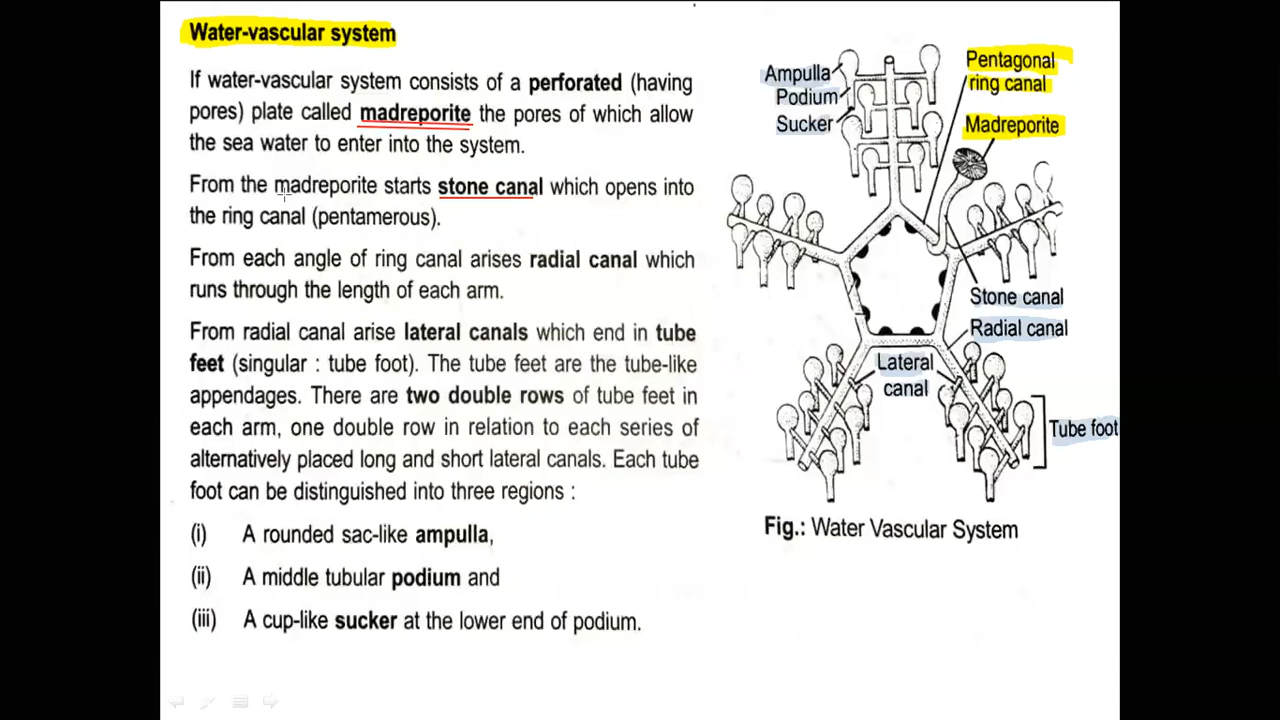 Water-vascular system
If water-vascular system consists of a perforated (having
pores) plate called madreporite the pores of which allow
the sea water to enter into the system.
From the madreporite starts stone canal which opens into
the ring canal (pentamerous).
From each angle of ring canal arises radial canal which
runs through the length of each arm.
From radial canal arise lateral canals which end in tube
feet (singular : tube foot). The tube feet are the tube-like
appendages. There are two double rows of tube feet in
each arm, one double row in relation to each series of
alternatively placed long and short lateral canals. Each tube
foot can be distinguished into three regions :
(i) A rounded sac-like ampulla,
(ii) A middle tubular podium and
(iii) A cup-like sucker at the lower end of podium.
Ampulla
Podium
Sucker
Pentagonal
ring canal
Madreporite
Stone canal
Radial canal
Lateral
canal
Tube foot
Fig.: Water Vascular System